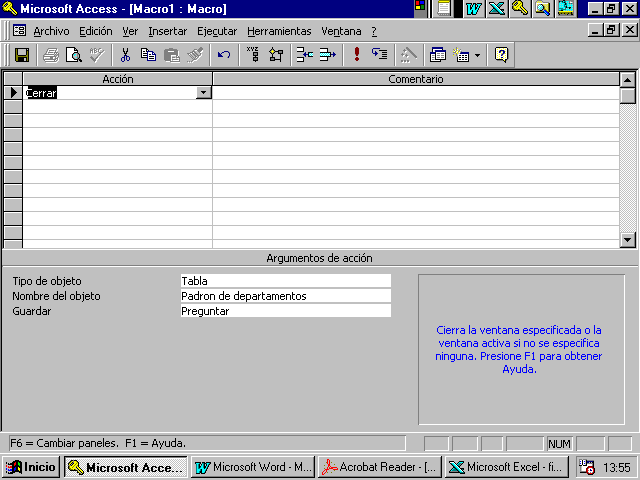 Microsoft Access - [Macro1 : Macro]
Archivo Edición Ver Insertar Ejecutar Herramientas Ventana ?
Acción Comentario
Cerrar
Argumentos de acción
Tipo de objeto Tabla
Nombre del objeto Padron de departamentos
Guardar Preguntar
Cierra la ventana especificada o la
ventana activa si no se especifica
ninguna. Presione F1 para obtener
Ayuda.
F6 = Cambiar paneles. F1 = Ayuda. NUM
Inicio Microsoft Acce... Microsoft Word - M... Acrobat Reader - [... Microsoft Excel - fi... 13:55